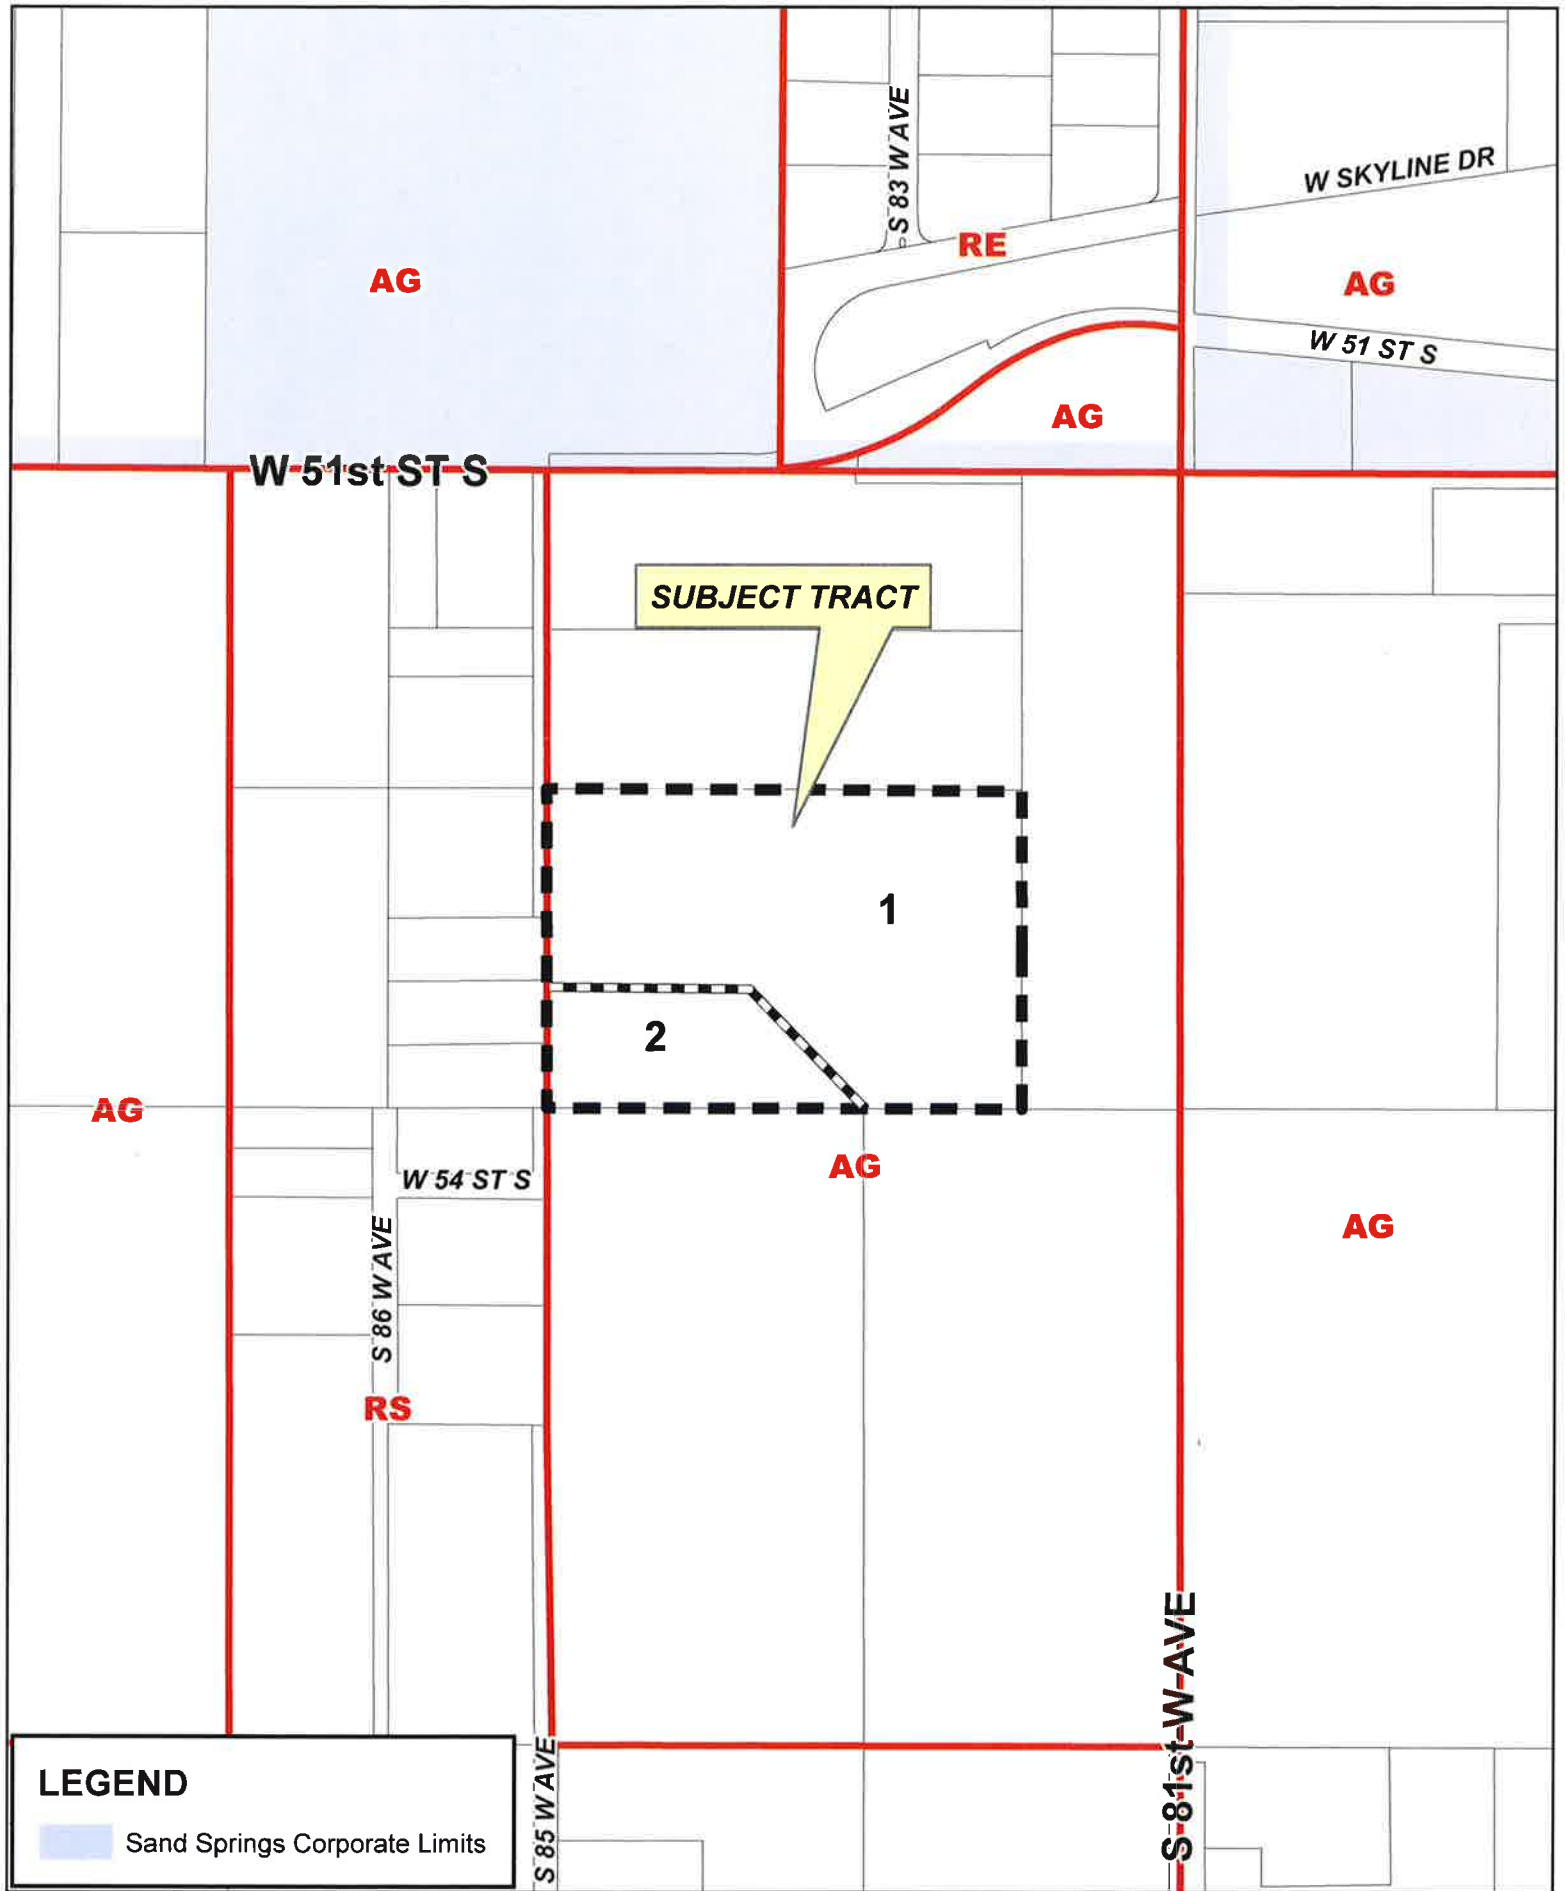 S 83 W AVE
W SKYLINE DR
RE
AG
AG
W 51 ST S
AG
W 51st ST S
SUBJECT TRACT
1
2
AG
AG
W 54 ST S
AG
S 86 W AVE
RS
S 81st W AVE
S 85 W AVE
LEGEND
Sand Springs Corporate Limits